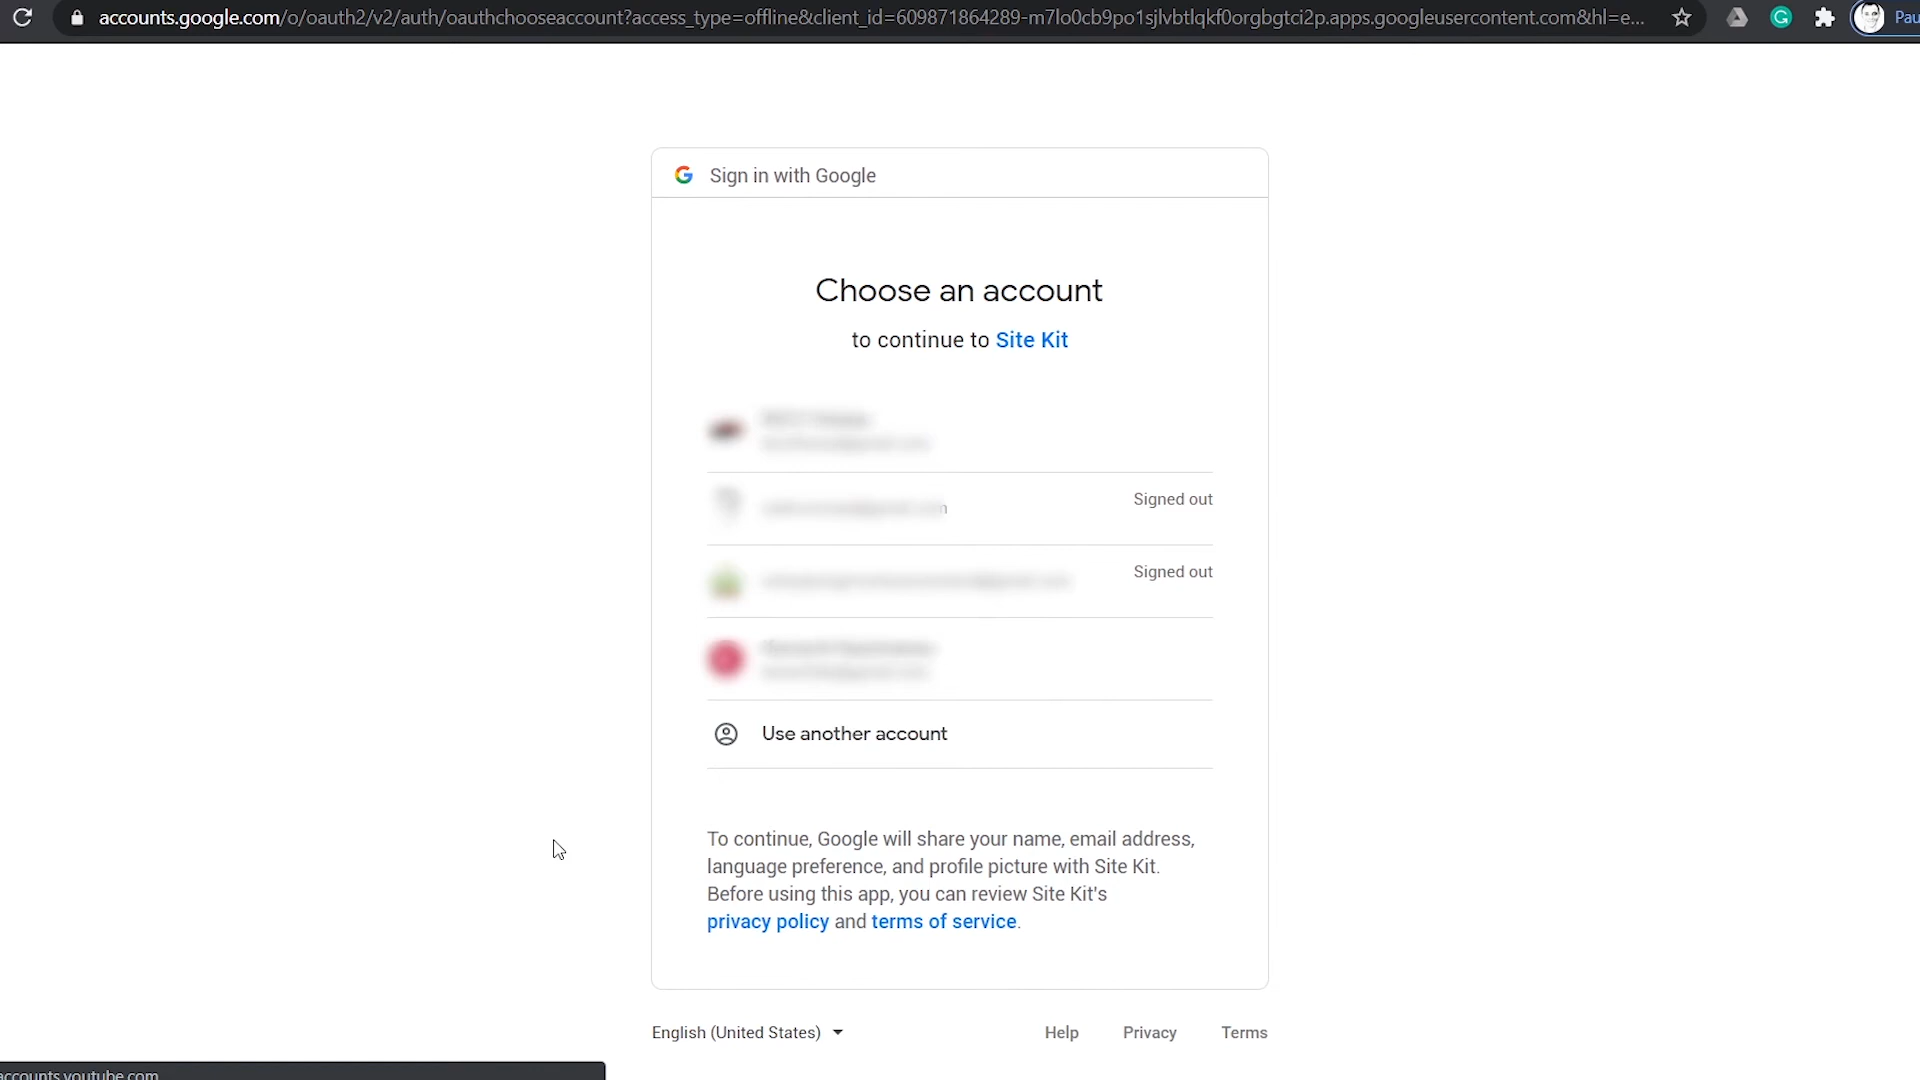 accounts.google.com/o/oauth2/v2/auth/oauthchooseaccount?access_type=offline&client_id=609871864289-m7lo0cb9po1sjlvbtlqkf0orgbgtci2p.apps.googleusercontent.com&hl=e...
Pau
Sign in with Google
Choose an account
to continue to Site Kit
Signed out
Signed out
Use another account
To continue, Google will share your name, email address,
language preference, and profile picture with Site Kit.
Before using this app, you can review Site Kit's
privacy policy and terms of service.
English (United States)
Help
Privacy
Terms
accounts.youtube.com